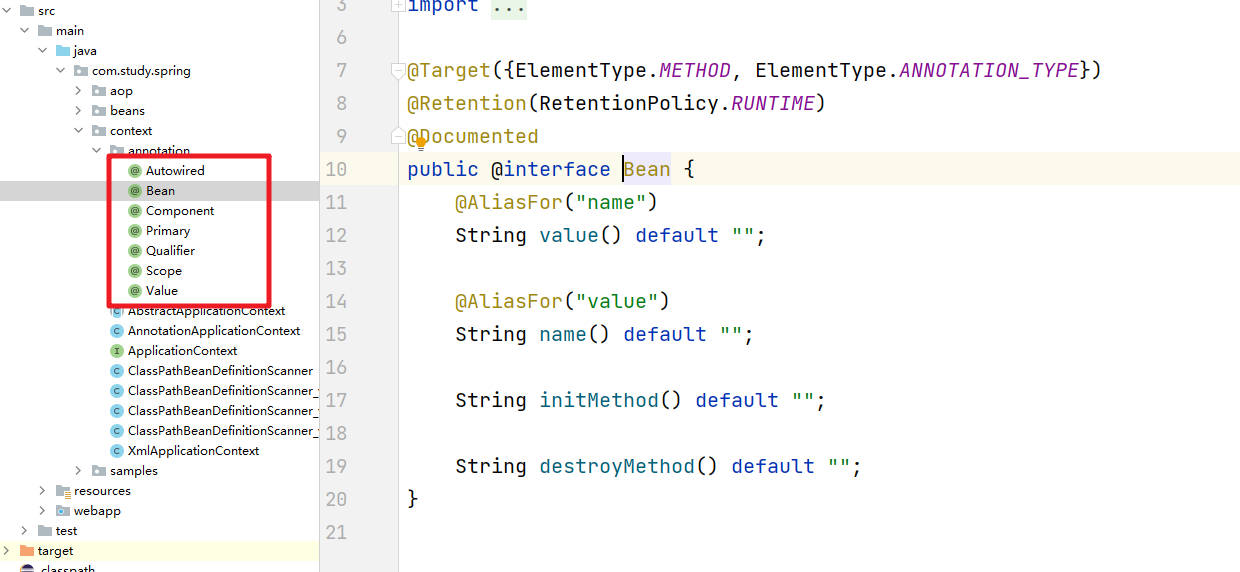 src
main
java
com.study.spring
aop
beans
context
annotation
Autowired
Bean
Component
Primary
Qualifier
Scope
Value
AbstractApplicationContext
AnnotationApplicationContext
ApplicationContext
ClassPathBeanDefinitionScanner
ClassPathBeanDefinitionScanner_
ClassPathBeanDefinitionScanner_
ClassPathBeanDefinitionScanner_
XmlApplicationContext
samples
resources
webapp
test
target
.classpath
3 import ...
6
7 @Target({ElementType.METHOD, ElementType.ANNOTATION_TYPE})
8 @Retention(RetentionPolicy.RUNTIME)
9 @Documented
10 public @interface Bean {
11 @AliasFor("name")
12 String value() default "";
13
14 @AliasFor("value")
15 String name() default "";
16
17 String initMethod() default "";
18
19 String destroyMethod() default "";
20 }
21